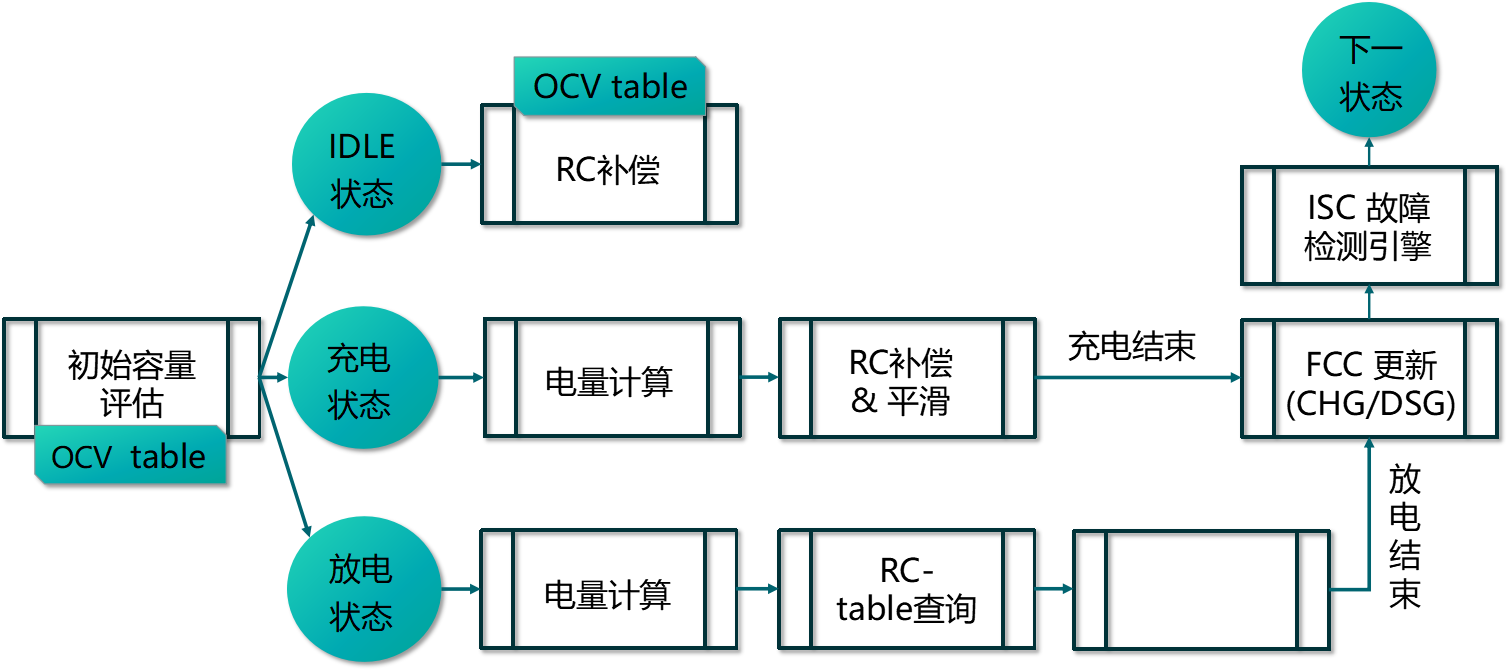 下一
状态
OCV table
IDLE
状态
RC补偿
ISC 故障
检测引擎
初始容量
评估
OCV  table
充电
状态
电量计算
RC补偿
& 平滑
充电结束
FCC 更新
(CHG/DSG)
放电
状态
电量计算
RC-
table查询
放
电
结
束